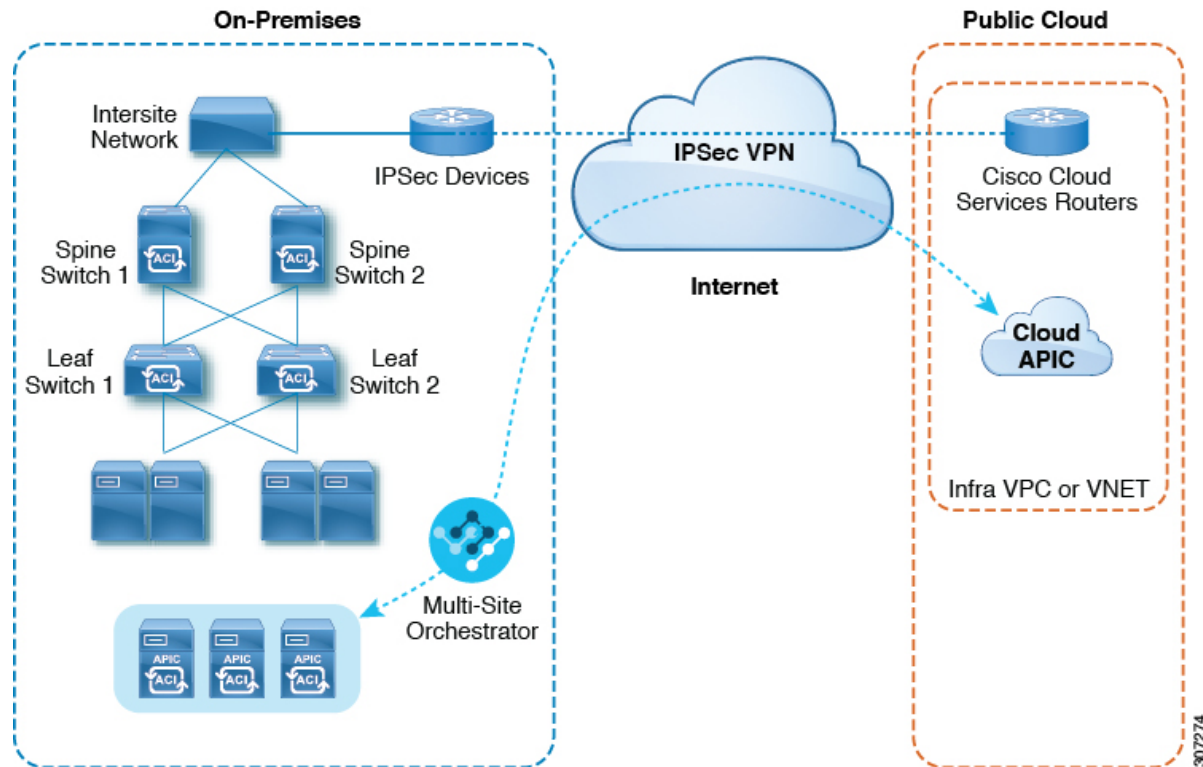 On-Premises
Public Cloud
Intersite
Network
IPSec Devices
IPSec VPN
Cisco Cloud
Services Routers
Spine
Switch 1
ACI
ACI
Spine
Switch 2
Internet
Cloud
APIC
Leaf
Switch 1
ACI
ACI
Leaf
Switch 2
Infra VPC or VNET
Multi-Site
Orchestrator
APIC
ACI
APIC
ACI
APIC
ACI
307274